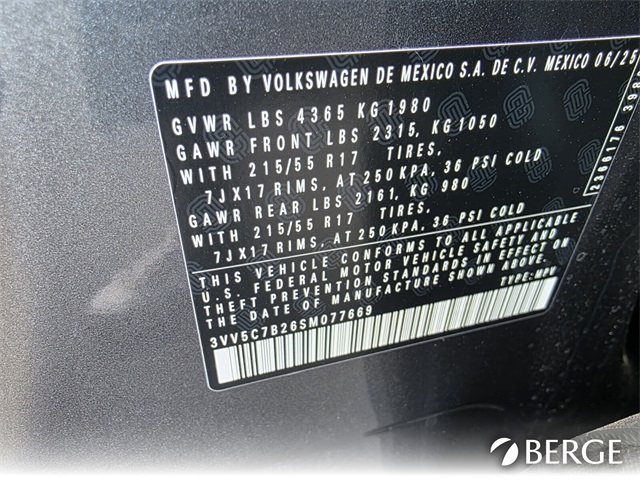 MFD BY VOLKSWAGEN DE MEXICO S.A. DE C.V. MEXICO 06/25
GVWR LBS 4365 KG 1980
GAWR FRONT LBS 2315, KG 1050
WITH 215/55 R17 TIRES,
7JX17 RIMS, AT 250 KPA, 36 PSI COLD
GAWR REAR LBS 2161, KG 980
WITH 215/55 R17 TIRES,
7JX17 RIMS, AT 250 KPA, 36 PSI COLD
THIS VEHICLE CONFORMS TO ALL APPLICABLE
U.S. FEDERAL MOTOR VEHICLE SAFETY AND
THEFT PREVENTION STANDARDS IN EFFECT ON
THE DATE OF MANUFACTURE SHOWN ABOVE.
TYPE: MPV
3VV5C7B26SM077669
2306176 398
BERGE